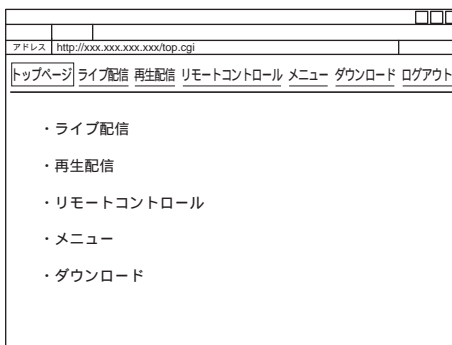 アドレス http://xxx.xxx.xxx.xxx/top.cgi
トップページ ライブ配信 再生配信 リモートコントロール メニュー ダウンロード ログアウト
・ライブ配信
・再生配信
・リモートコントロール
・メニュー
・ダウンロード